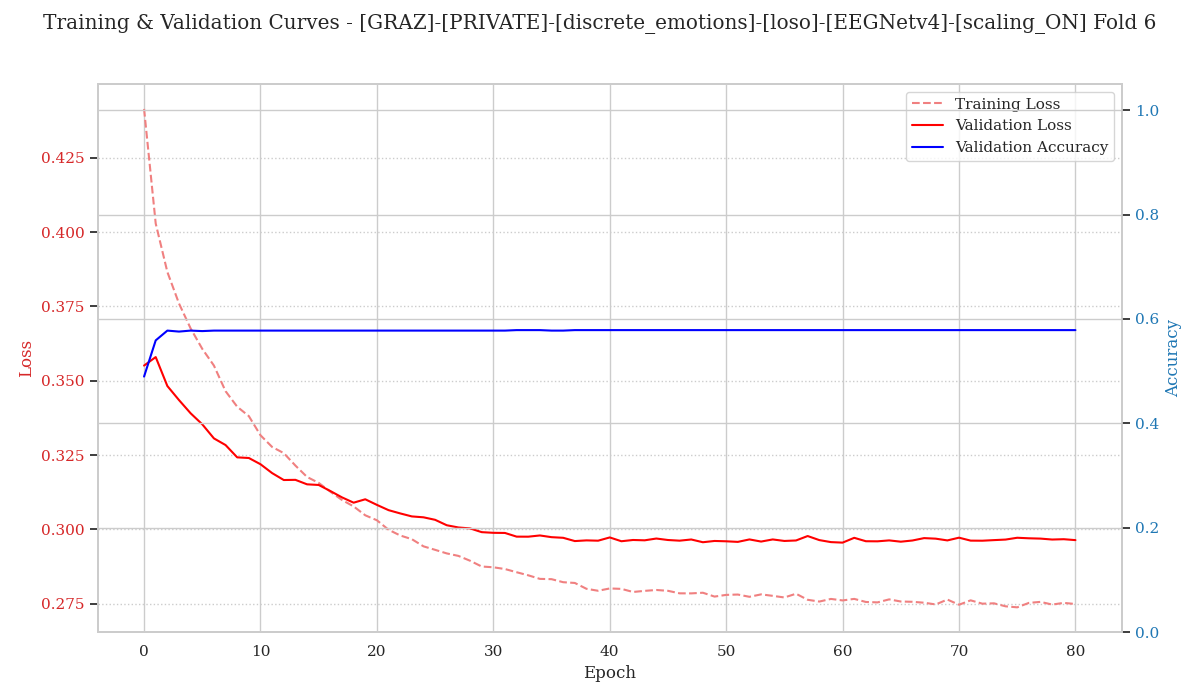 Training & Validation Curves - [GRAZ]-[PRIVATE]-[discrete_emotions]-[loso]-[EEGNetv4]-[scaling_ON] Fold 6
Training Loss
Validation Loss
Validation Accuracy
0.425
0.400
0.375
0.350
0.325
0.300
0.275
Loss
1.0
0.8
0.6
0.4
0.2
0.0
Accuracy
0 10 20 30 40 50 60 70 80
Epoch